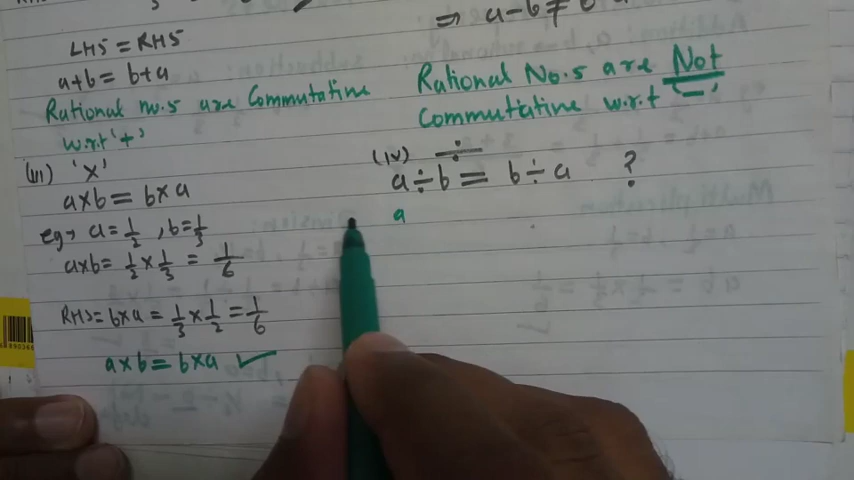 LHS = RHS
a+b = b+a
Rational no.s are Commutative
w.r.t '+'
(iii) 'x'
a×b = b×a
eg→ a=1/2 , b=1/3
a×b = 1/2 × 1/3 = 1/6
RHS = b×a = 1/3 × 1/2 = 1/6
a×b = b×a ✓
⇒ a-b ≠
Rational No.s are Not
Commutative w.r.t '-'
(iv) ÷
a÷b = b÷a ?
a